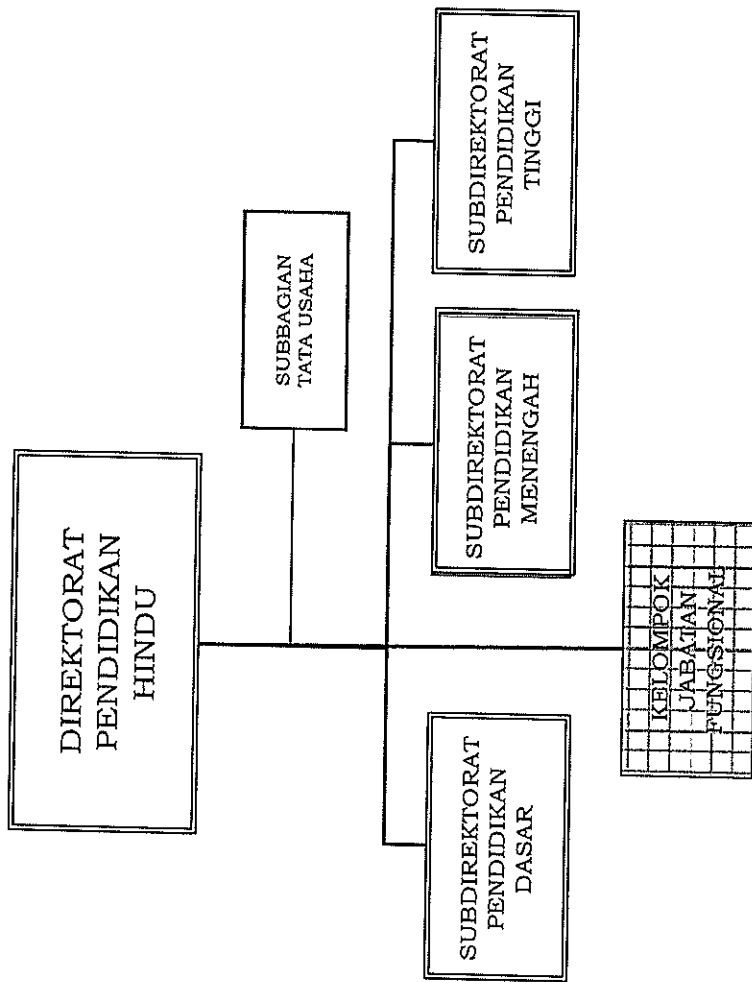 DIREKTORAT
PENDIDIKAN
HINDU
SUBBAGIAN
TATA USAHA
SUBDIREKTORAT
PENDIDIKAN
DASAR
SUBDIREKTORAT
PENDIDIKAN
MENENGAH
SUBDIREKTORAT
PENDIDIKAN
TINGGI
KELOMPOK
JABATAN
FUNGSIONAL